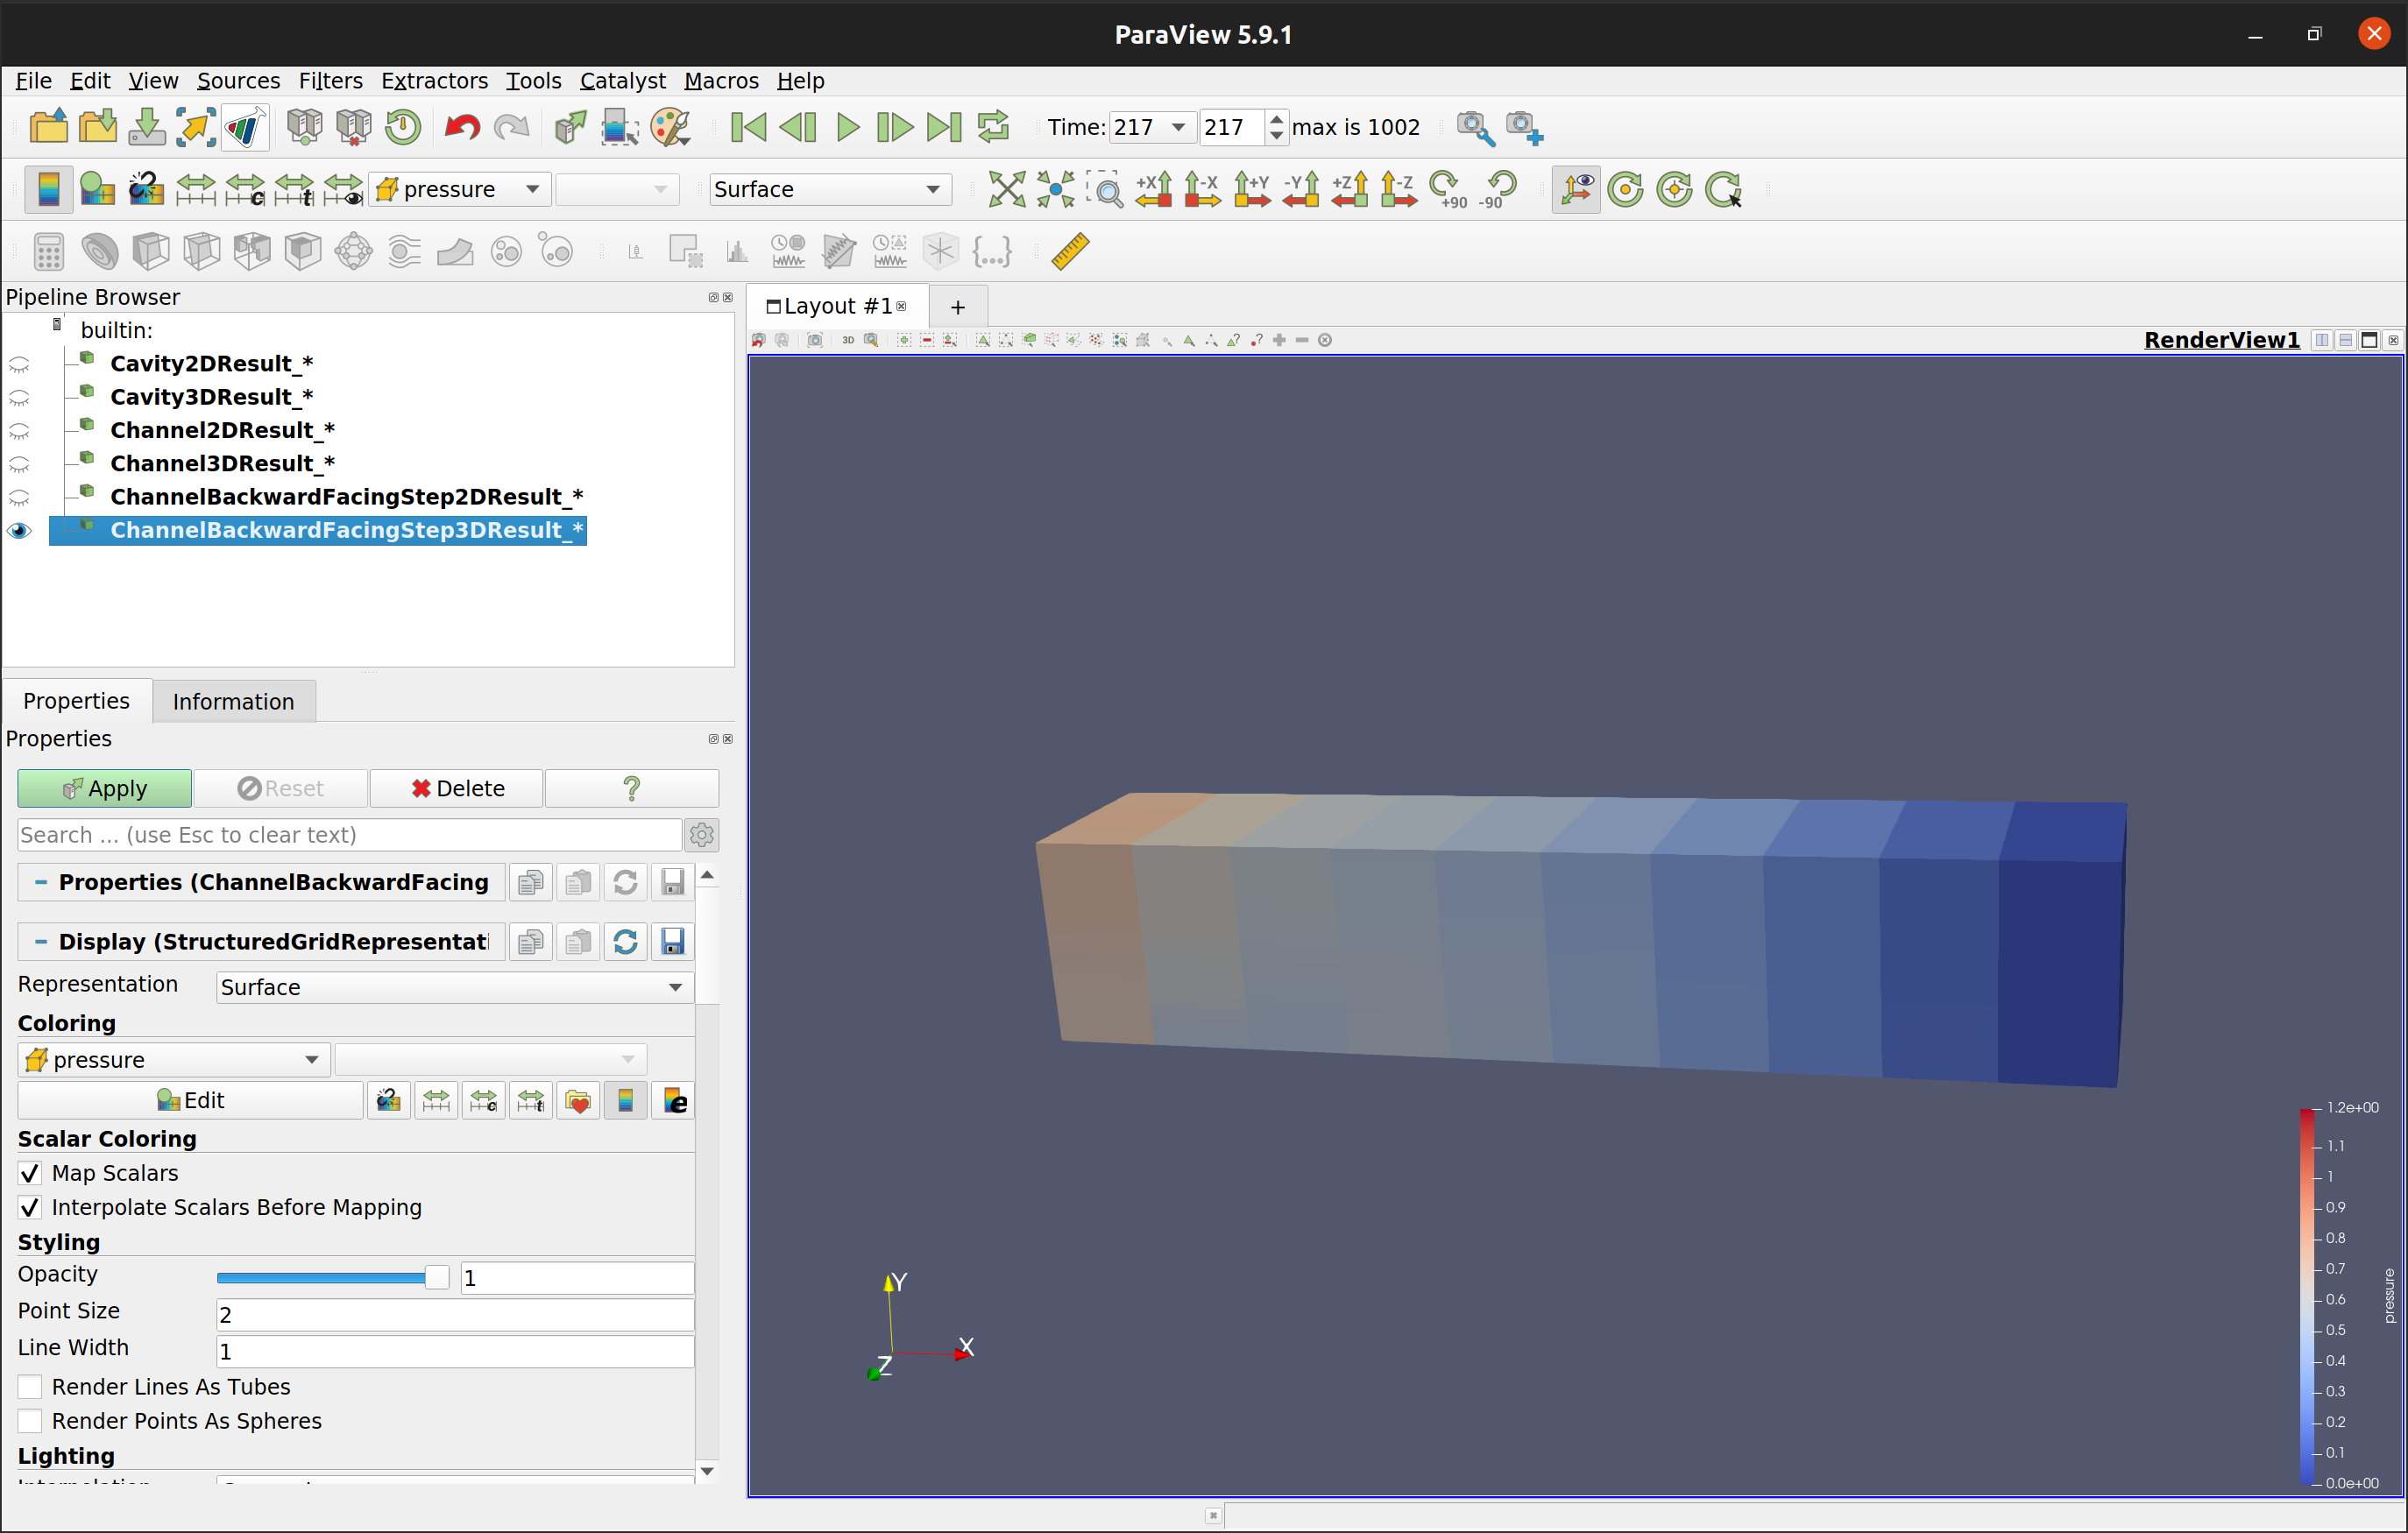 ParaView 5.9.1
File Edit View Sources Filters Extractors Tools Catalyst Macros Help
Time: 217 217 max is 1002
pressure Surface +X -X +Y -Y +Z -Z +90 -90
Pipeline Browser
Layout #1 +
builtin:
3D
RenderView1
Cavity2DResult_*
Cavity3DResult_*
Channel2DResult_*
Channel3DResult_*
ChannelBackwardFacingStep2DResult_*
ChannelBackwardFacingStep3DResult_*
Properties Information
Properties
Apply Reset Delete ?
Search ... (use Esc to clear text)
Properties (ChannelBackwardFacing
Display (StructuredGridRepresentati
Representation Surface
Coloring
pressure
Edit
Scalar Coloring
Map Scalars
Interpolate Scalars Before Mapping
Styling
Opacity 1
Point Size 2
Line Width 1
Render Lines As Tubes
Render Points As Spheres
Lighting
Y
X
Z
1.2e+00
1.1
1
0.9
0.8
0.7
0.6
0.5
0.4
0.3
0.2
0.1
0.0e+00
pressure